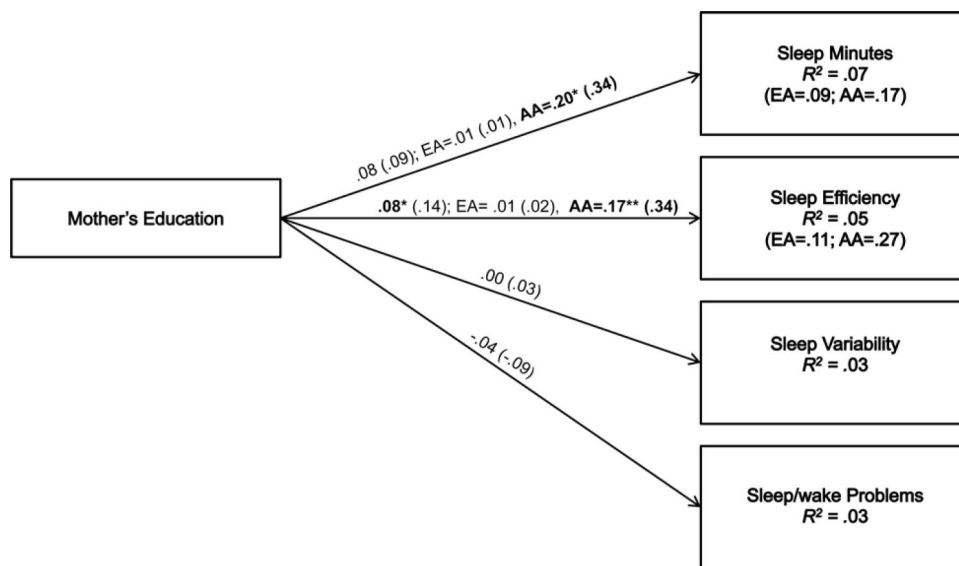 Sleep Minutes
R² = .07
(EA=.09; AA=.17)
.08 (.09); EA=.01 (.01), AA=.20* (.34)
Mother's Education
.08* (.14); EA= .01 (.02), AA=.17** (.34)
Sleep Efficiency
R² = .05
(EA=.11; AA=.27)
.00 (.03)
Sleep Variability
R² = .03
-.04 (-.09)
Sleep/wake Problems
R² = .03